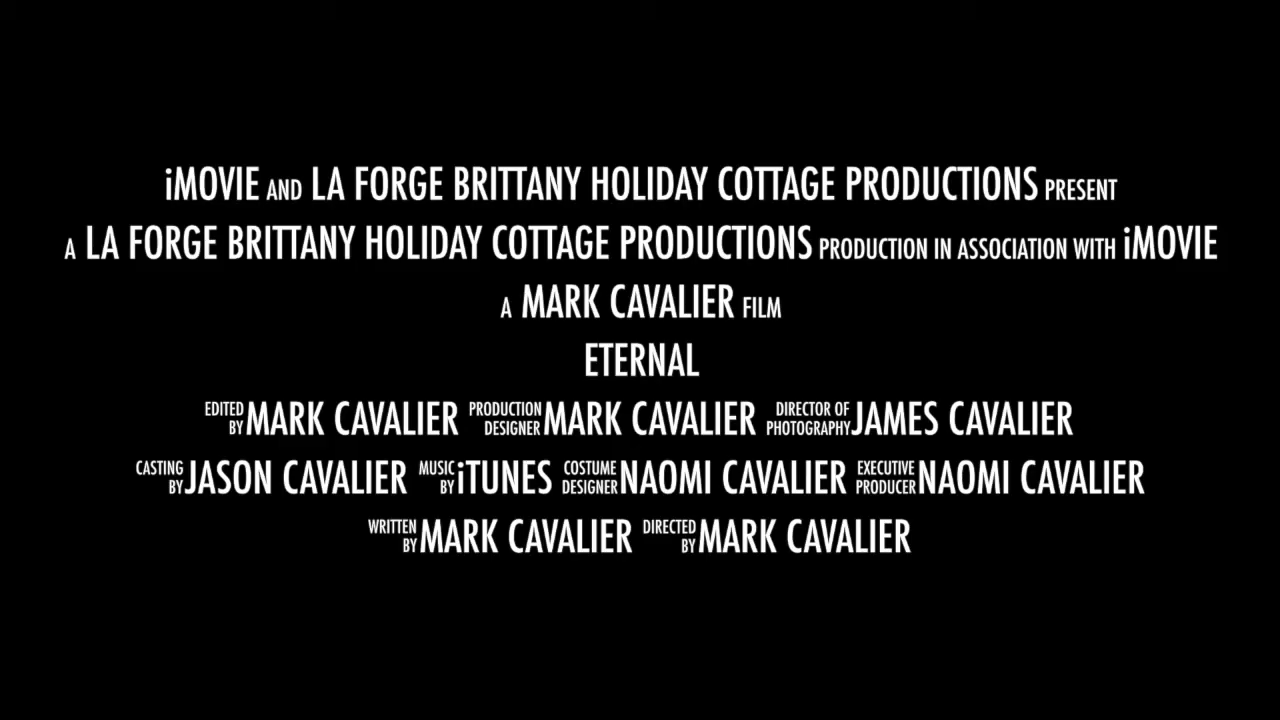 iMOVIE AND LA FORGE BRITTANY HOLIDAY COTTAGE PRODUCTIONS PRESENT
A LA FORGE BRITTANY HOLIDAY COTTAGE PRODUCTIONS PRODUCTION IN ASSOCIATION WITH iMOVIE
A MARK CAVALIER FILM
ETERNAL
EDITED BY MARK CAVALIER PRODUCTION DESIGNER MARK CAVALIER DIRECTOR OF PHOTOGRAPHY JAMES CAVALIER
CASTING BY JASON CAVALIER MUSIC BY iTUNES COSTUME DESIGNER NAOMI CAVALIER EXECUTIVE PRODUCER NAOMI CAVALIER
WRITTEN BY MARK CAVALIER DIRECTED BY MARK CAVALIER